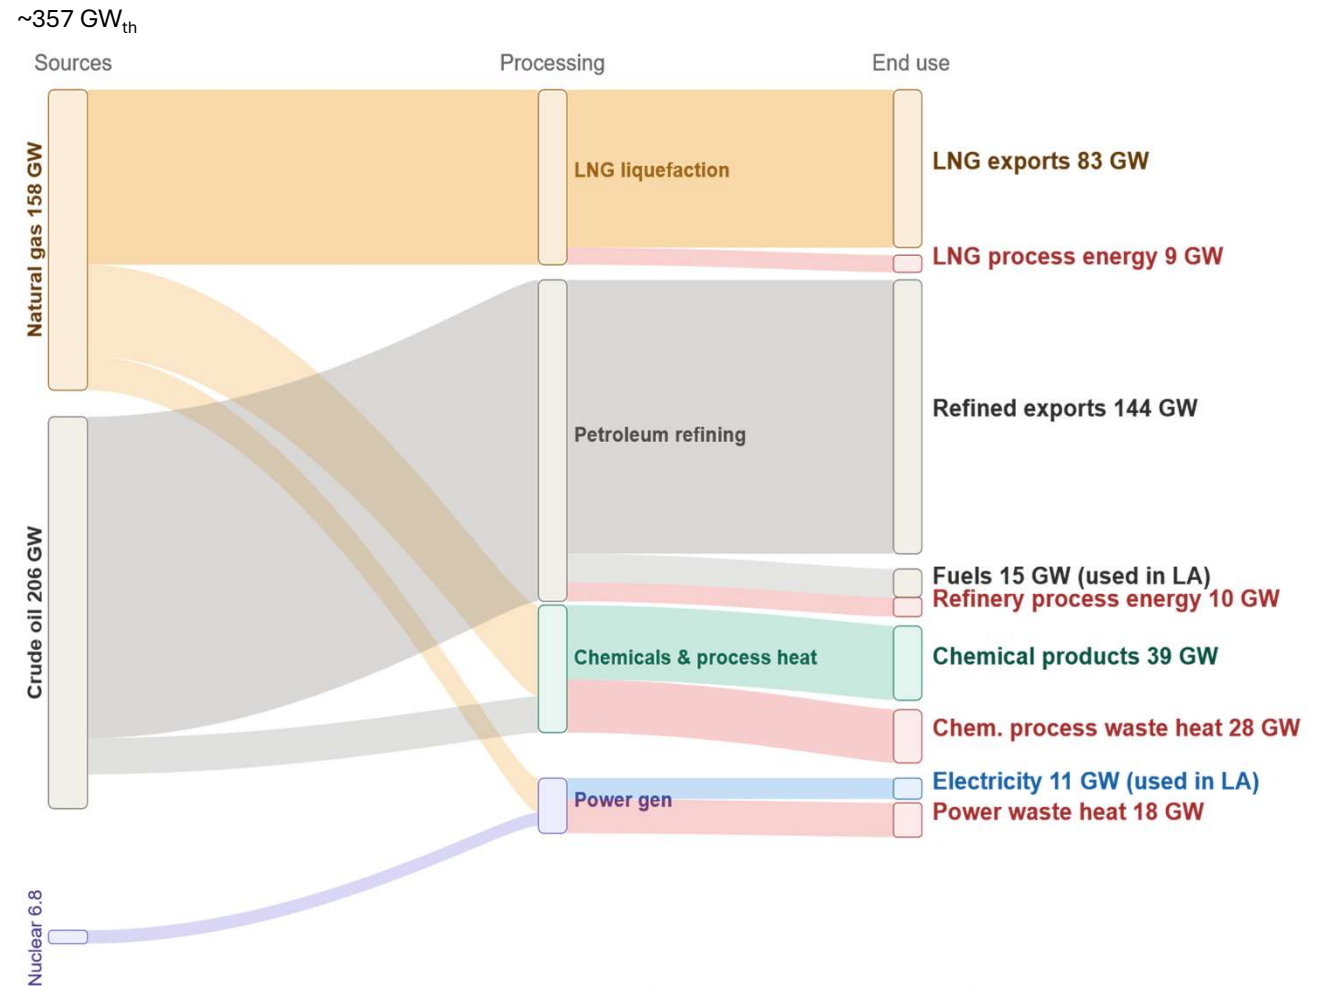 ~357 GWth
Sources
Processing
End use
Natural gas 158 GW
LNG liquefaction
LNG exports 83 GW
LNG process energy 9 GW
Crude oil 206 GW
Petroleum refining
Refined exports 144 GW
Fuels 15 GW (used in LA)
Refinery process energy 10 GW
Chemicals & process heat
Chemical products 39 GW
Chem. process waste heat 28 GW
Power gen
Electricity 11 GW (used in LA)
Power waste heat 18 GW
Nuclear 6.8